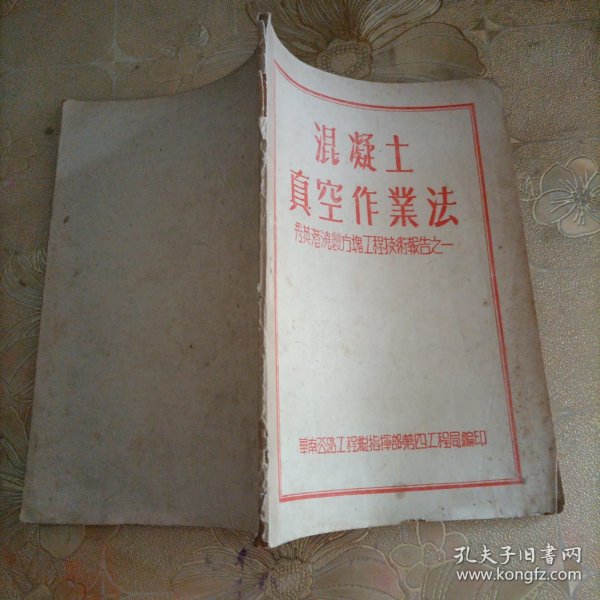 混凝土
真空作業法
秀英港澆製方塊工程技術報告之一
華南公路工程總指揮部第四工程局編印
孔夫子旧书网
www.kongfz.com